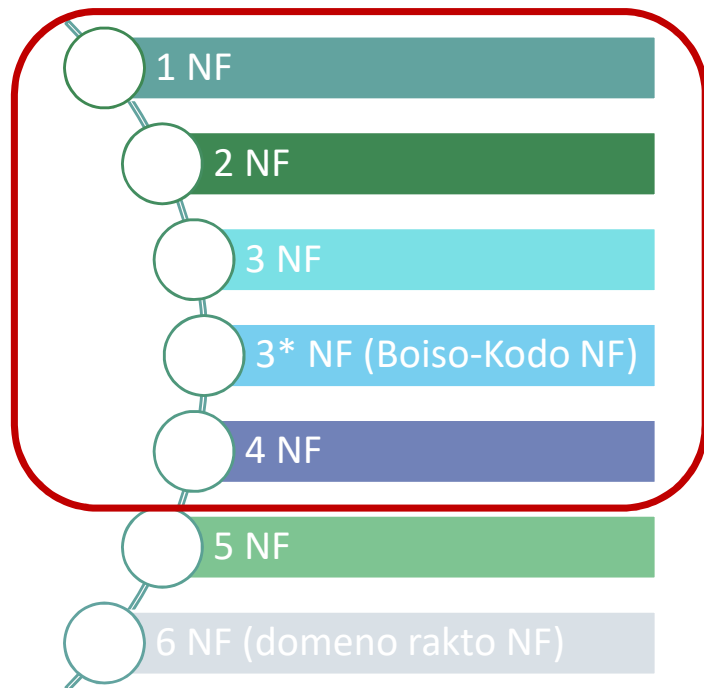 1 NF
2 NF
3 NF
3* NF (Boiso-Kodo NF)
4 NF
5 NF
6 NF (domeno rakto NF)